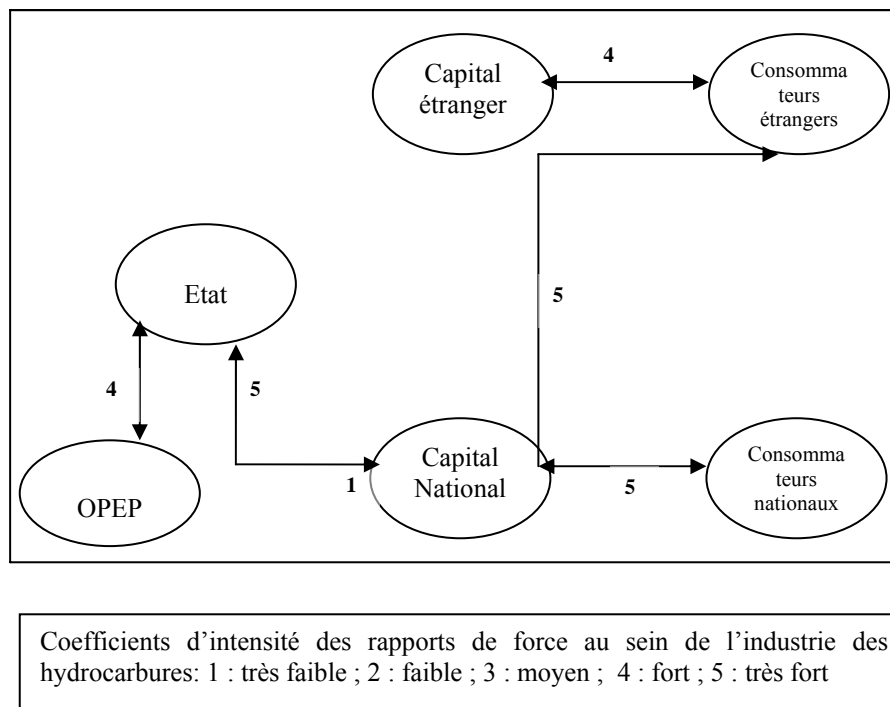 4
Capital
étranger
Consomma
teurs
étrangers
Etat
5
4
5
Capital
National
Consomma
teurs
nationaux
1
5
OPEP
Coefficients d’intensité des rapports de force au sein de l’industrie des
hydrocarbures: 1 : très faible ; 2 : faible ; 3 : moyen ; 4 : fort ; 5 : très fort